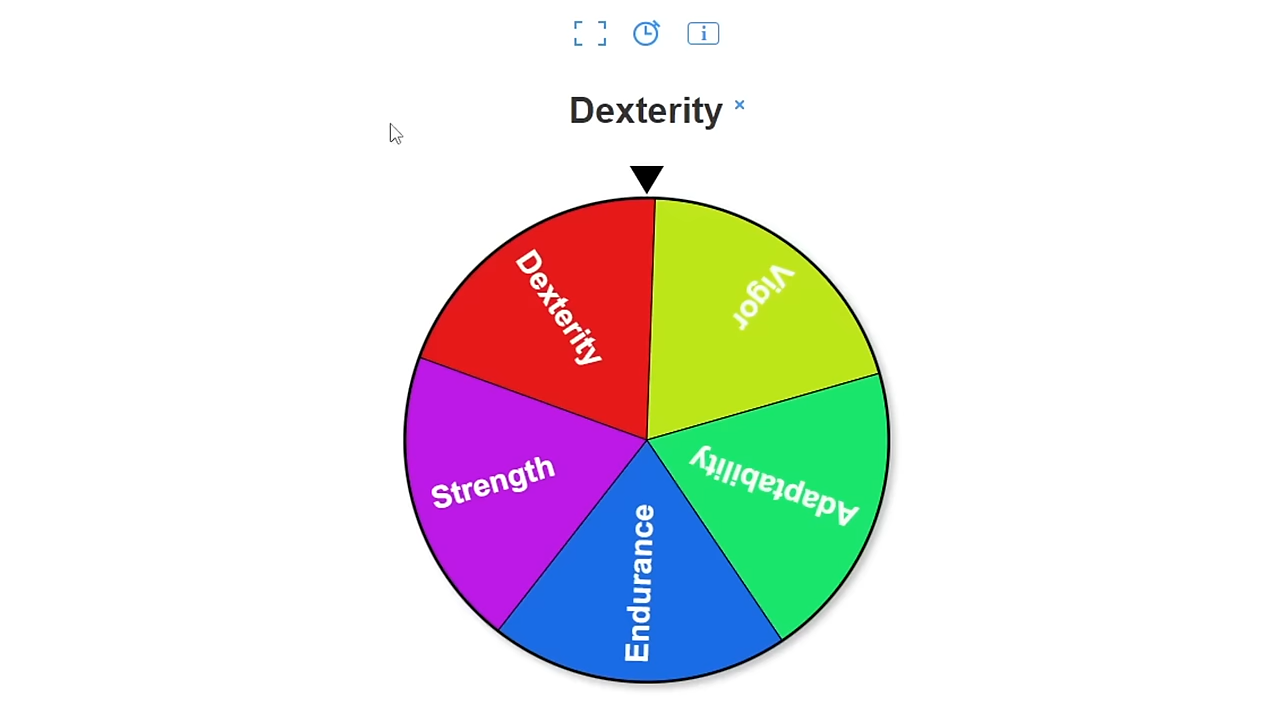 Dexterity ×
Dexterity
Vigor
Strength
Adaptability
Endurance